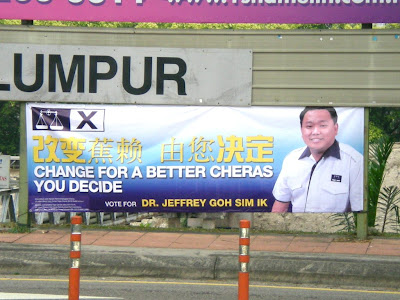 LUMPUR
X
改变蕉赖 由您决定
CHANGE FOR A BETTER CHERAS
YOU DECIDE
VOTE FOR DR. JEFFREY GOH SIM IK